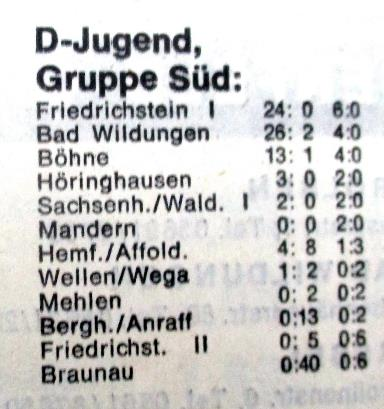 D-Jugend,
Gruppe Süd:
Friedrichstein I 24: 0 6:0
Bad Wildungen 26: 2 4:0
Böhne 13: 1 4:0
Höringhausen 3: 0 2:0
Sachsenh./Wald. I 2: 0 2:0
Mandern 0: 0 2:0
Hemf./Affold. 4: 8 1:3
Wellen/Wega 1: 2 0:2
Mehlen 0: 2 0:2
Bergh./Anraff 0:13 0:2
Friedrichst. II 0: 5 0:6
Braunau 0:40 0:6